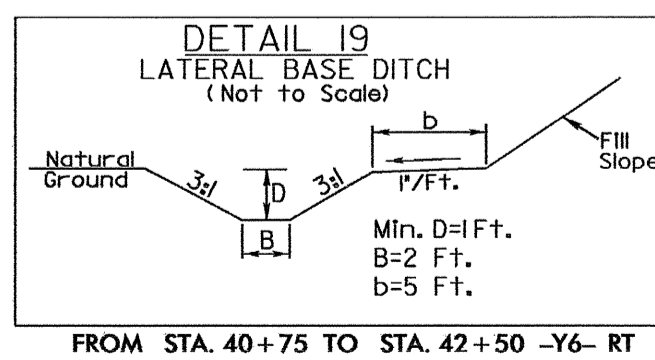 DETAIL 19
LATERAL BASE DITCH
(Not to Scale)
b
Natural
Ground
3:1
D
3:1
1"/Ft.
Fill
Slope
B
Min. D=1 Ft.
B=2 Ft.
b=5 Ft.
FROM STA. 40+75 TO STA. 42+50 -Y6- RT